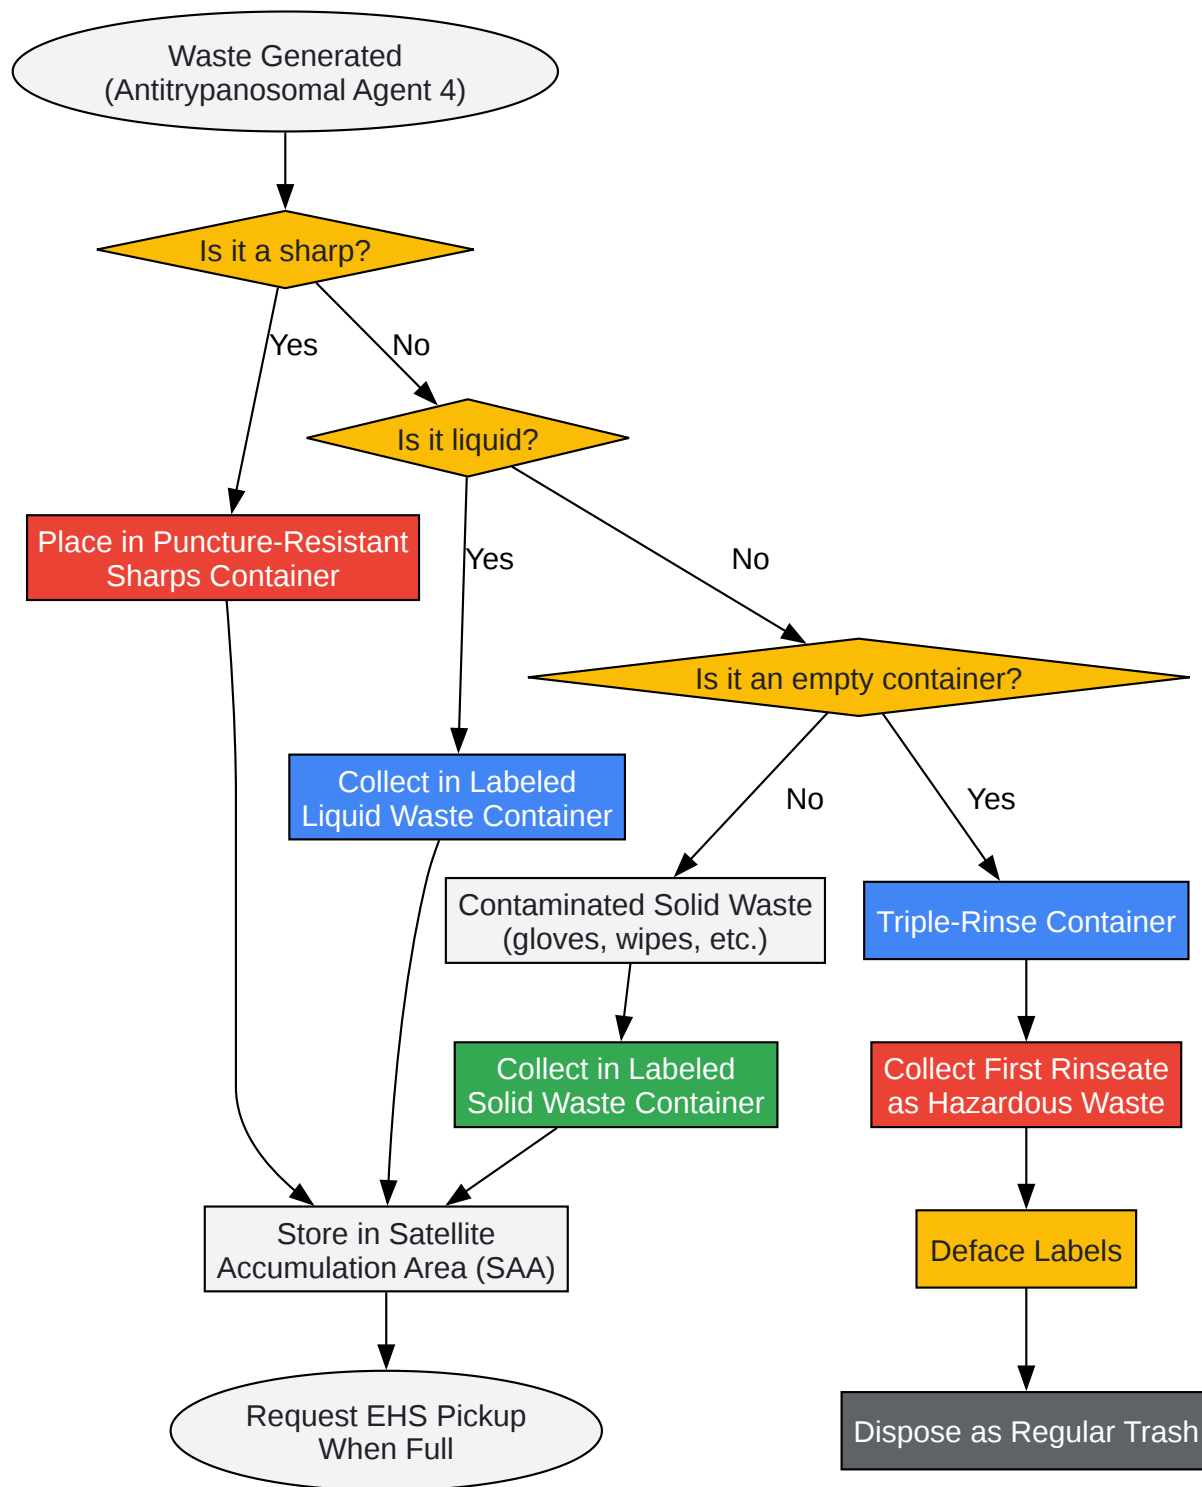 Waste Generated
(Antitrypanosomal Agent 4)
Is it a sharp?
Yes
No
Is it liquid?
Place in Puncture-Resistant
Sharps Container
Yes
No
Is it an empty container?
Collect in Labeled
Liquid Waste Container
No
Yes
Contaminated Solid Waste
(gloves, wipes, etc.)
Triple-Rinse Container
Collect in Labeled
Solid Waste Container
Collect First Rinseate
as Hazardous Waste
Store in Satellite
Accumulation Area (SAA)
Deface Labels
Request EHS Pickup
When Full
Dispose as Regular Trash